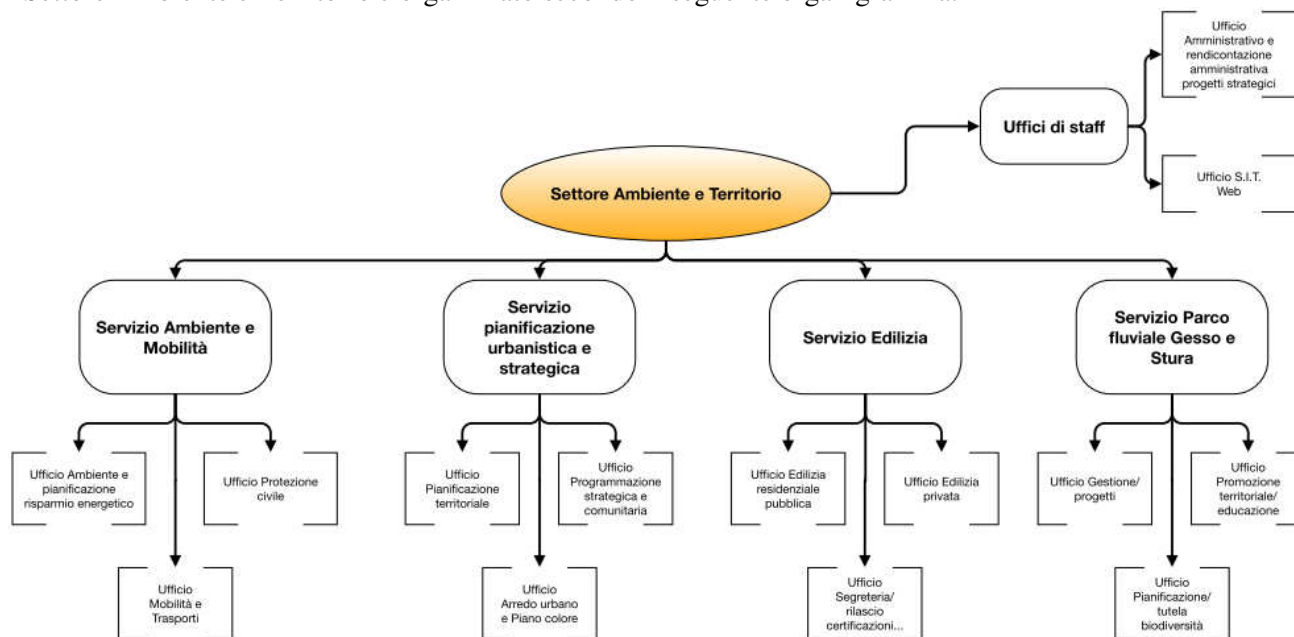 Ufficio
Amministrativo e
rendicontazione
amministrativa
progetti strategici
Uffici di staff
Ufficio S.I.T.
Web
Settore Ambiente e Territorio
Servizio Ambiente e
Mobilità
Servizio
pianificazione
urbanistica e
strategica
Servizio Edilizia
Servizio Parco
fluviale Gesso e
Stura
Ufficio Ambiente e
pianificazione
risparmio energetico
Ufficio Protezione
civile
Ufficio
Pianificazione
territoriale
Ufficio
Programmazione
strategica e
comunitaria
Ufficio Edilizia
residenziale
pubblica
Ufficio Edilizia
privata
Ufficio Gestione/
progetti
Ufficio
Promozione
territoriale/
educazione
Ufficio
Mobilità e
Trasporti
Ufficio
Arredo urbano
e Piano colore
Ufficio
Segreteria/
rilascio
certificazioni...
Ufficio
Pianificazione/
tutela
biodiversità